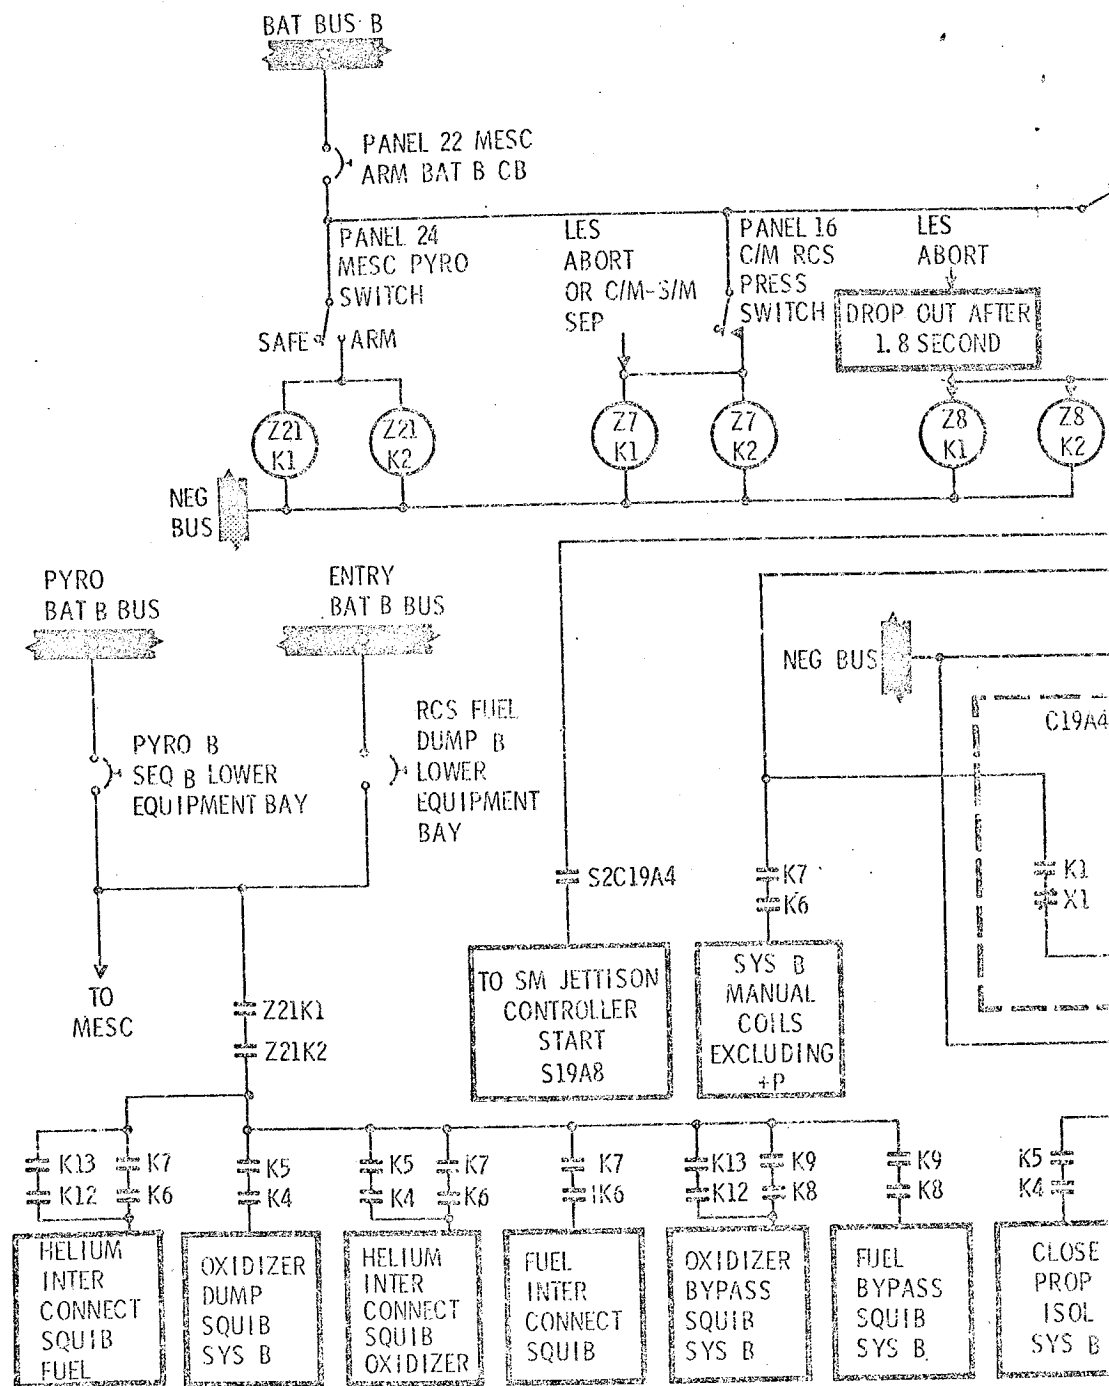 BAT BUS B
PANEL 22 MESC
ARM BAT B CB
PANEL 24
MESC PYRO
SWITCH
SAFE
ARM
LES
ABORT
OR C/M-S/M
SEP
PANEL 16
C/M RCS
PRESS
SWITCH
LES
ABORT
DROP OUT AFTER
1.8 SECOND
Z21
K1
Z21
K2
Z7
K1
Z7
K2
Z8
K1
Z8
K2
NEG
BUS
PYRO
BAT B BUS
ENTRY
BAT B BUS
NEG BUS
C19A4
PYRO B
SEQ B LOWER
EQUIPMENT BAY
RCS FUEL
DUMP B
LOWER
EQUIPMENT
BAY
S2C19A4
K7
K6
K1
X1
TO
MESC
Z21K1
Z21K2
TO SM JETTISON
CONTROLLER
START
S19A8
SYS B
MANUAL
COILS
EXCLUDING
+P
K13
K12
K7
K6
K5
K4
K5
K4
K7
K6
K7
K6
K13
K12
K9
K8
K9
K8
K5
K4
HELIUM
INTER
CONNECT
SQUIB
FUEL
OXIDIZER
DUMP
SQUIB
SYS B
HELIUM
INTER
CONNECT
SQUIB
OXIDIZER
FUEL
INTER
CONNECT
SQUIB
OXIDIZER
BYPASS
SQUIB
SYS B
FUEL
BYPASS
SQUIB
SYS B
CLOSE
PROP
ISOL
SYS B